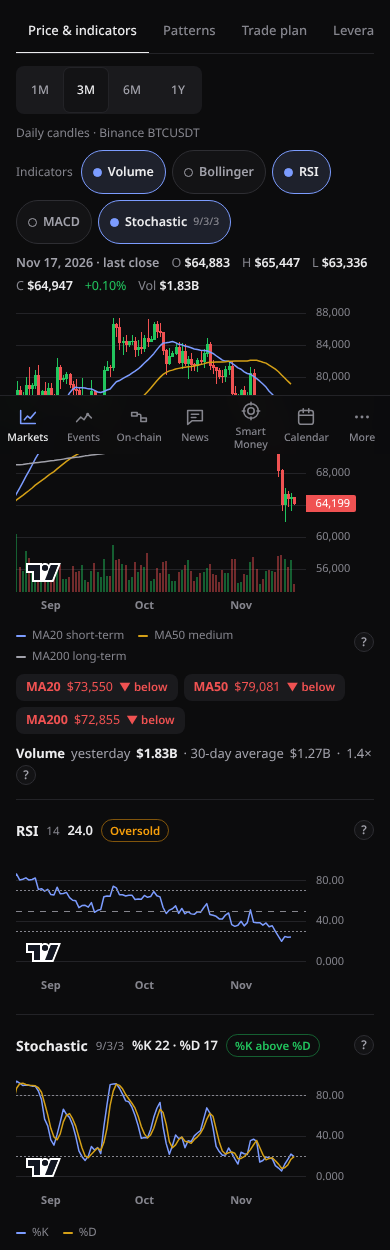 Price & indicators Patterns Trade plan Levera
1M 3M 6M 1Y
Daily candles · Binance BTCUSDT
Indicators Volume Bollinger RSI
MACD Stochastic 9/3/3
Nov 17, 2026 · last close O $64,883 H $65,447 L $63,336
C $64,947 +0.10% Vol $1.83B
88,000
84,000
80,000
Markets Events On-chain News Smart Money Calendar More
68,000
64,199
60,000
56,000
Sep Oct Nov
MA20 short-term MA50 medium
?
MA200 long-term
MA20 $73,550 ▼ below MA50 $79,081 ▼ below
MA200 $72,855 ▼ below
Volume yesterday $1.83B · 30-day average $1.27B · 1.4×
?
RSI 14 24.0 Oversold ?
80.00
40.00
0.000
Sep Oct Nov
Stochastic 9/3/3 %K 22 · %D 17 %K above %D ?
80.00
40.00
0.000
Sep Oct Nov
%K %D